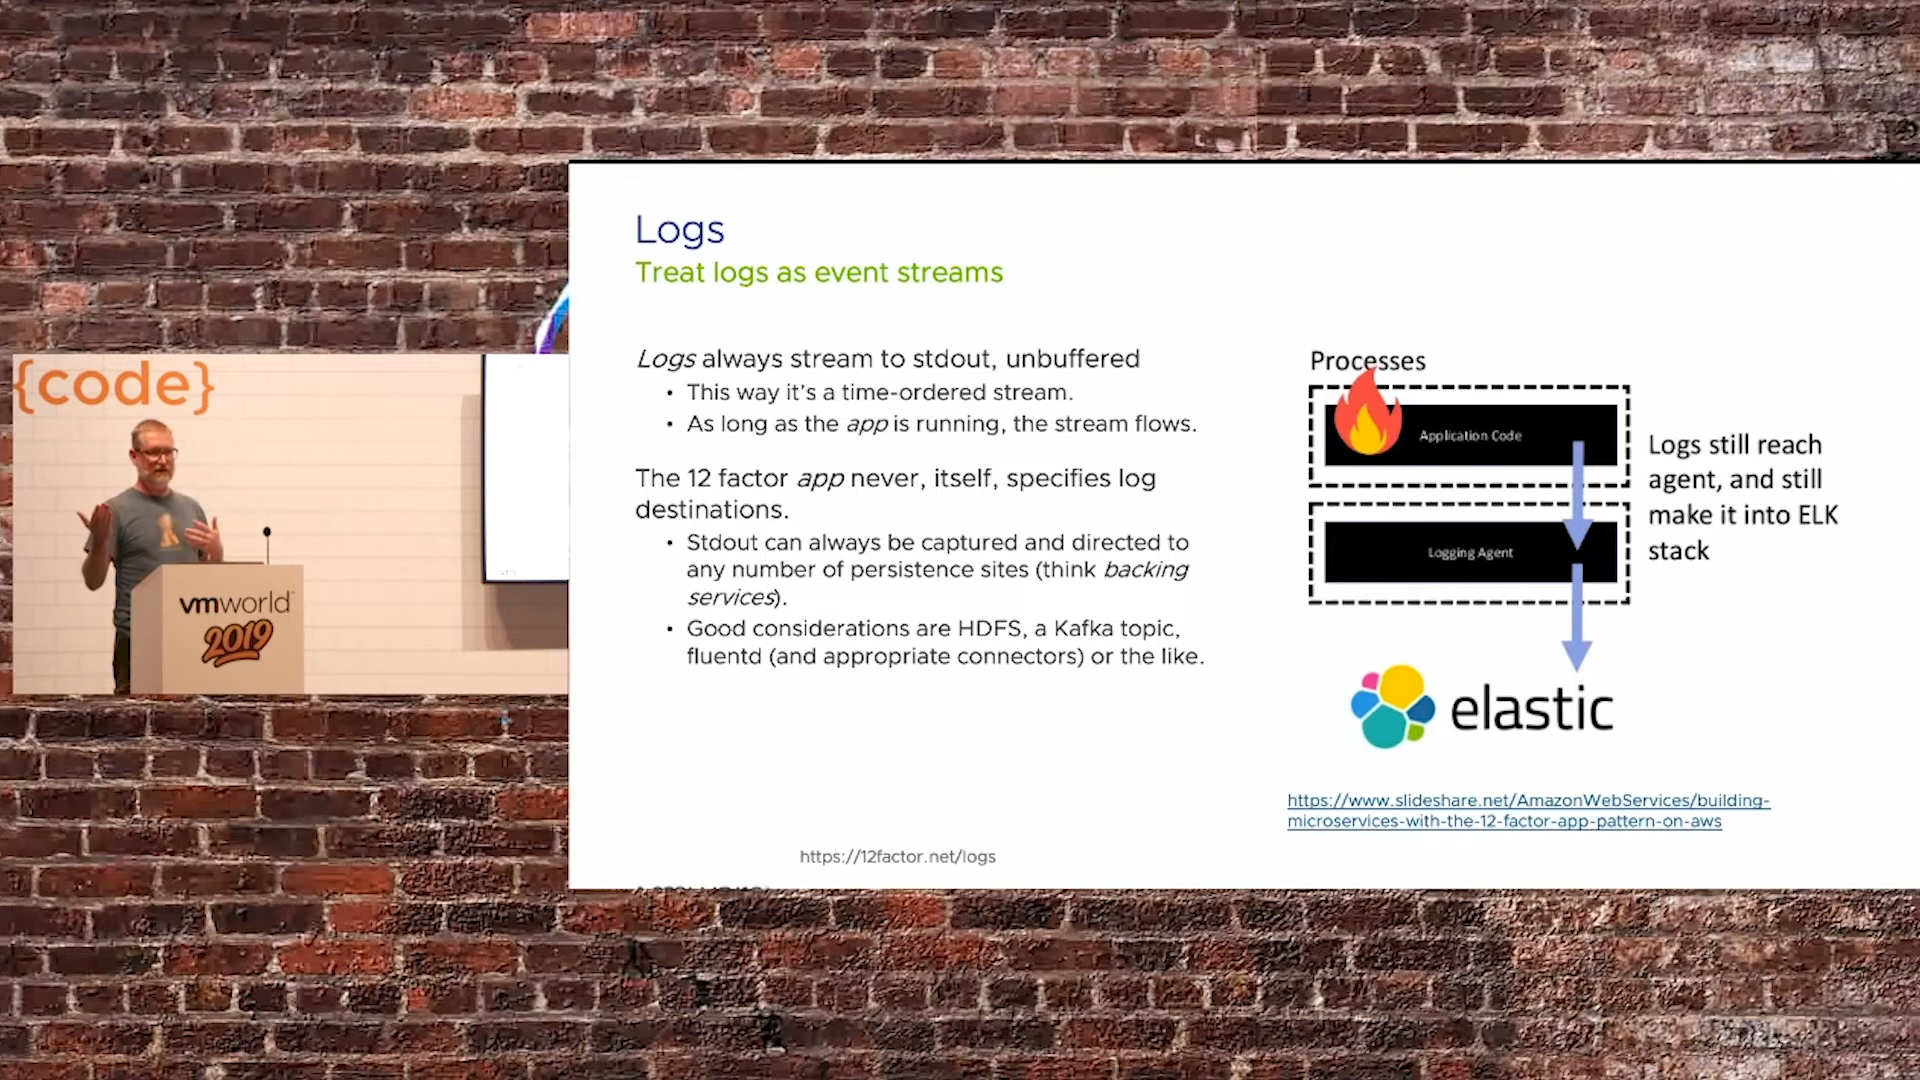 {code}
vmworld
2019
Logs
Treat logs as event streams
Logs always stream to stdout, unbuffered
• This way it's a time-ordered stream.
• As long as the app is running, the stream flows.
The 12 factor app never, itself, specifies log
destinations.
• Stdout can always be captured and directed to
any number of persistence sites (think backing
services).
• Good considerations are HDFS, a Kafka topic,
fluentd (and appropriate connectors) or the like.
https://12factor.net/logs
Processes
Application Code
Logging Agent
Logs still reach
agent, and still
make it into ELK
stack
elastic
https://www.slideshare.net/AmazonWebServices/building-
microservices-with-the-12-factor-app-pattern-on-aws